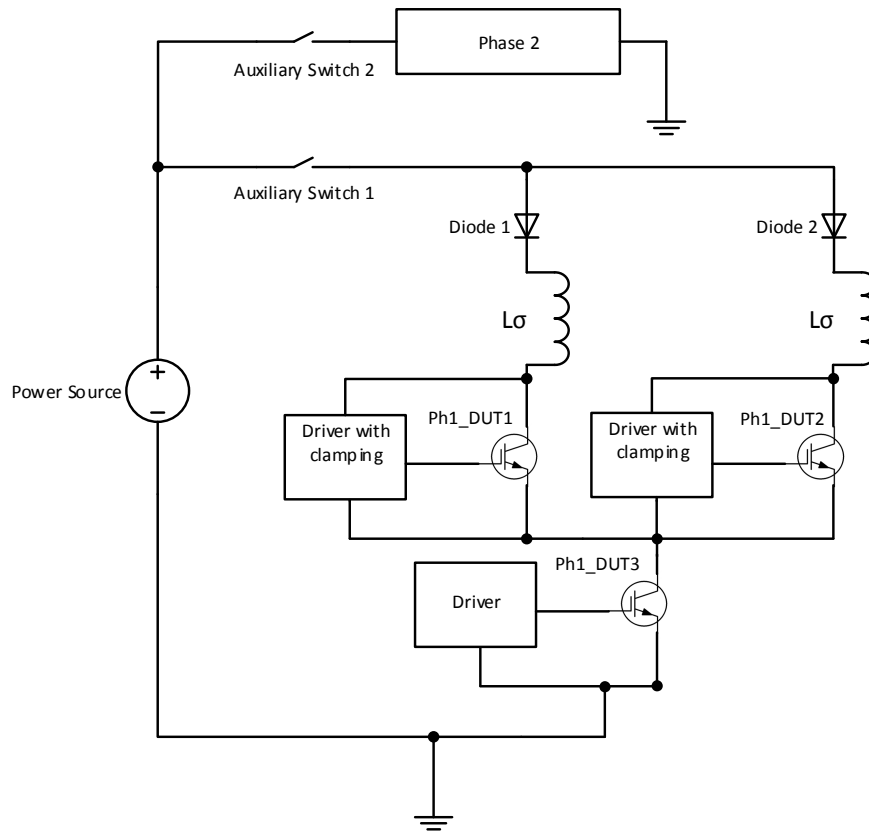 Phase 2
Auxiliary Switch 2
Auxiliary Switch 1
Diode 1
Diode 2
Lσ
Lσ
Power Source
+
−
Ph1_DUT1
Ph1_DUT2
Driver with
clamping
Driver with
clamping
Ph1_DUT3
Driver